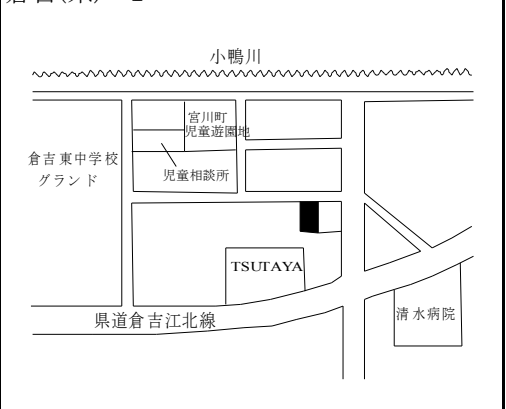 小鴨川
宮川町
児童遊園地
倉吉東中学校
グランド
児童相談所
TSUTAYA
県道倉吉江北線
清水病院